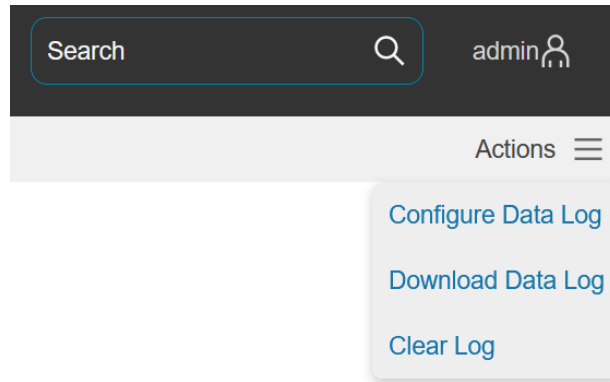 Search
admin
Actions
Configure Data Log
Download Data Log
Clear Log